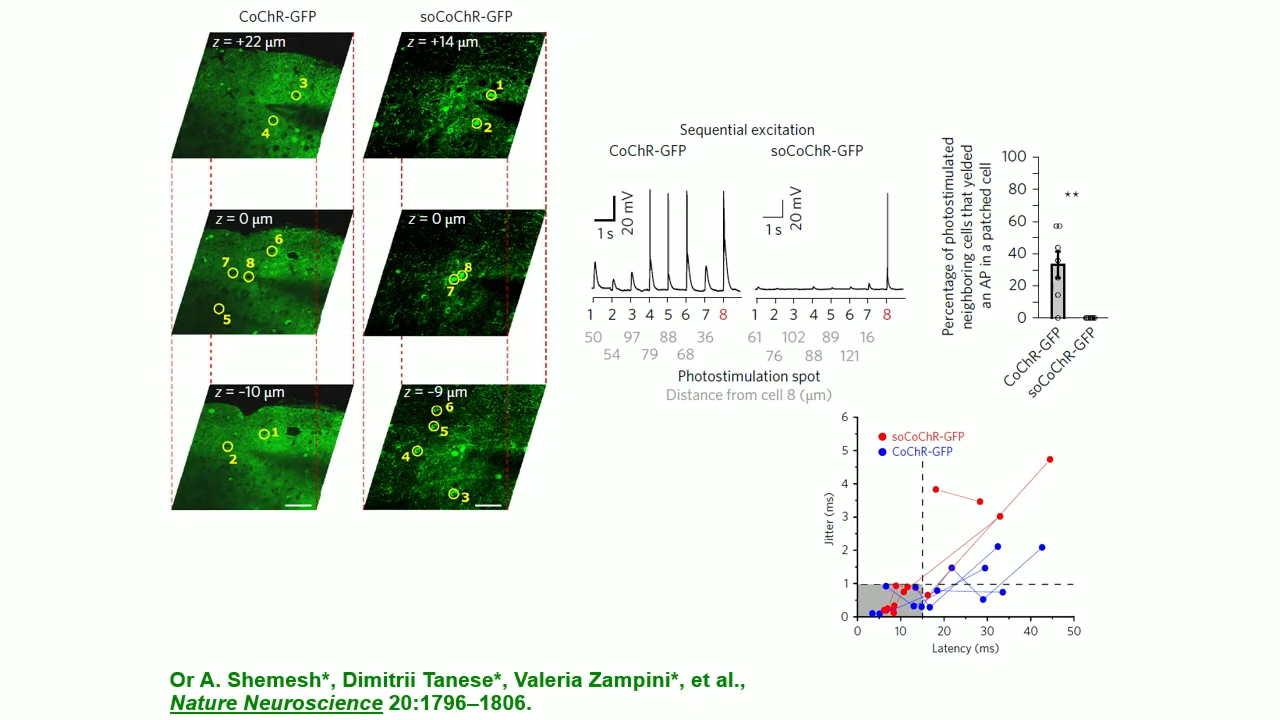 CoChR-GFP
soCoChR-GFP
z = +22 μm
3
4
z = +14 μm
1
2
z = 0 μm
6
7
8
5
z = 0 μm
8
7
z = –10 μm
1
2
z = –9 μm
6
5
4
3
Sequential excitation
CoChR-GFP
soCoChR-GFP
20 mV
1 s
20 mV
1 s
1 2 3 4 5 6 7 8
1 2 3 4 5 6 7 8
50 97 88 36
54 79 68
61 102 89 16
76 88 121
Photostimulation spot
Distance from cell 8 (μm)
Percentage of photostimulated
neighboring cells that yielded
an AP in a patched cell
100
80
60
40
20
0
**
CoChR-GFP
soCoChR-GFP
6
5
4
3
2
1
0
Jitter (ms)
soCoChR-GFP
CoChR-GFP
0 10 20 30 40 50
Latency (ms)
Or A. Shemesh*, Dimitrii Tanese*, Valeria Zampini*, et al.,
Nature Neuroscience 20:1796–1806.